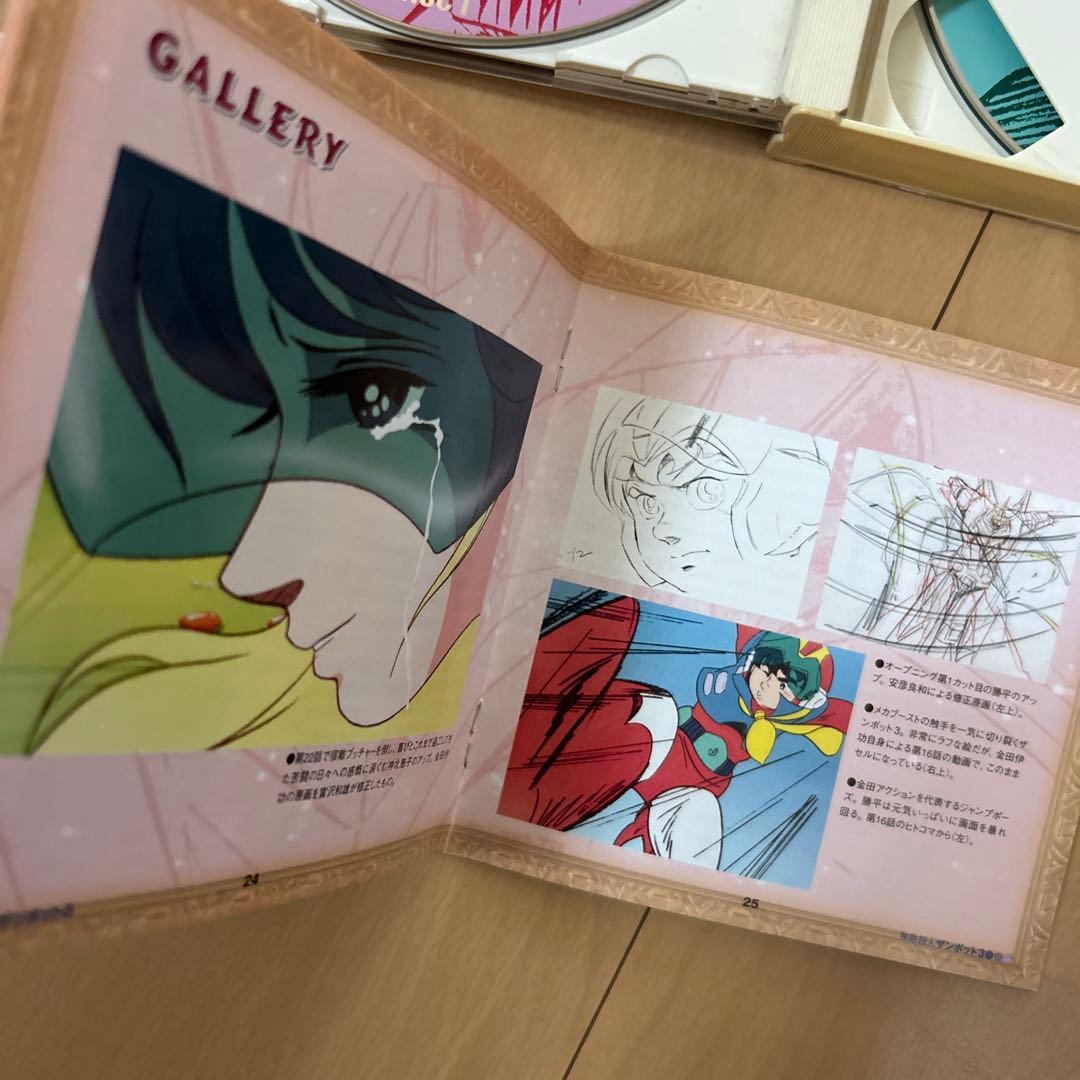 Disc 1
GALLERY
●第22話で宿敵ブッチャーを倒し、喜びとこれまで過ごしてき
た苦闘の日々への感慨に涙ぐむ神北恵子のアップ。金田伊
功の原画を富沢和雄が修正したもの。
24
-12
●オープニング第1カット目の勝平のアッ
プ。安彦良和による修正原画(左上)。
●メカブーストの触手を一気に切り裂くザ
ンボット3。非常にラフな絵だが、金田伊
功自身による第16話の動画で、このまま
セルになっている(右上)。
●金田アクションを代表するジャンプポー
ズ。勝平は元気いっぱいに画面を暴れ
回る。第16話のヒトコマから(左)。
25
無敵超人ザンボット3